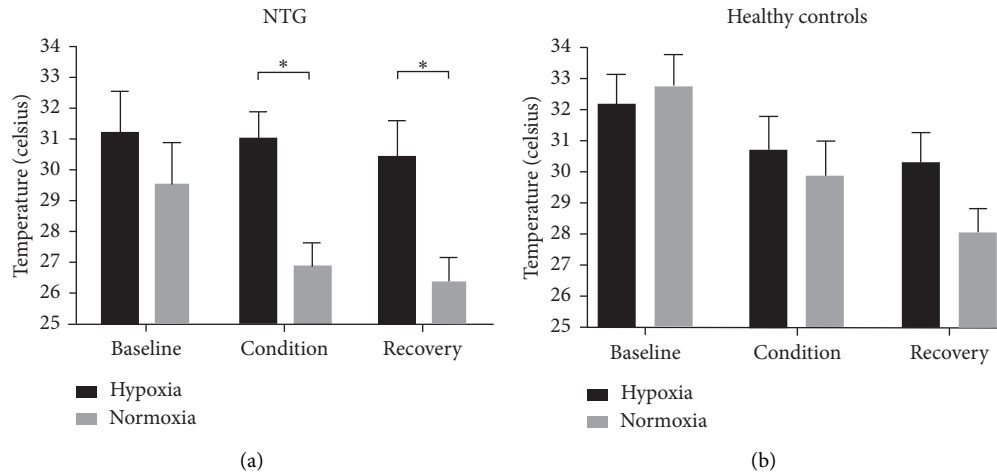 NTG
34
33
32
31
30
29
28
27
26
25
Temperature (celsius)
*
*
Baseline
Condition
Recovery
Hypoxia
Normoxia
(a)
Healthy controls
34
33
32
31
30
29
28
27
26
25
Temperature (celsius)
Baseline
Condition
Recovery
Hypoxia
Normoxia
(b)